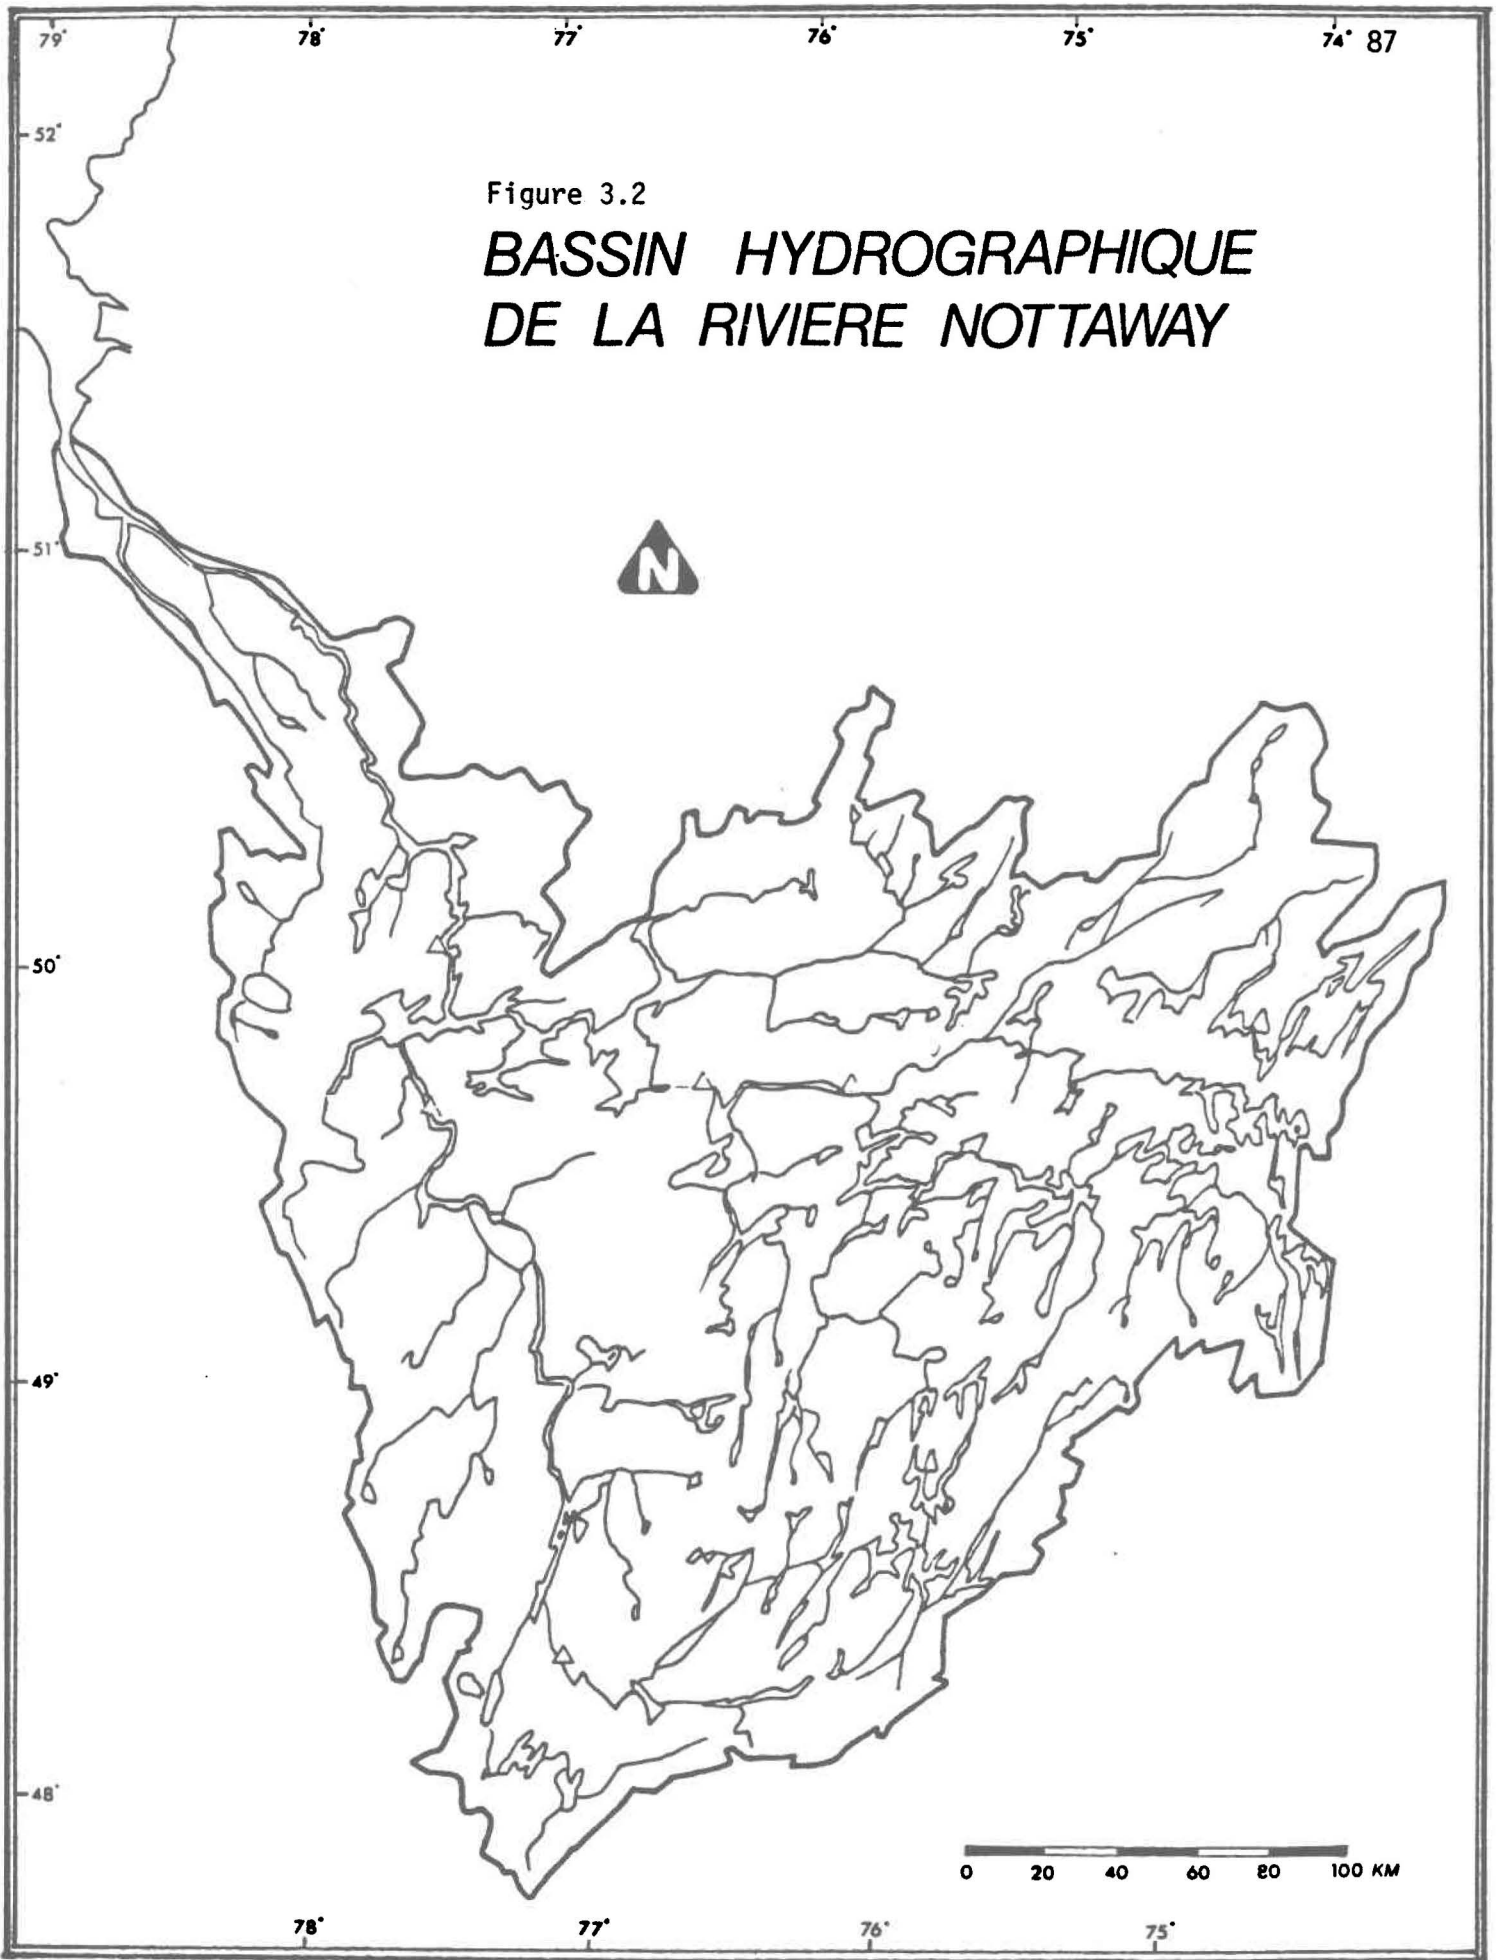 79° 78° 77° 76° 75° 74° 87
52°
Figure 3.2
BASSIN HYDROGRAPHIQUE
DE LA RIVIERE NOTTAWAY
51°
N
50°
49°
48°
0 20 40 60 80 100 KM
78° 77° 76° 75°